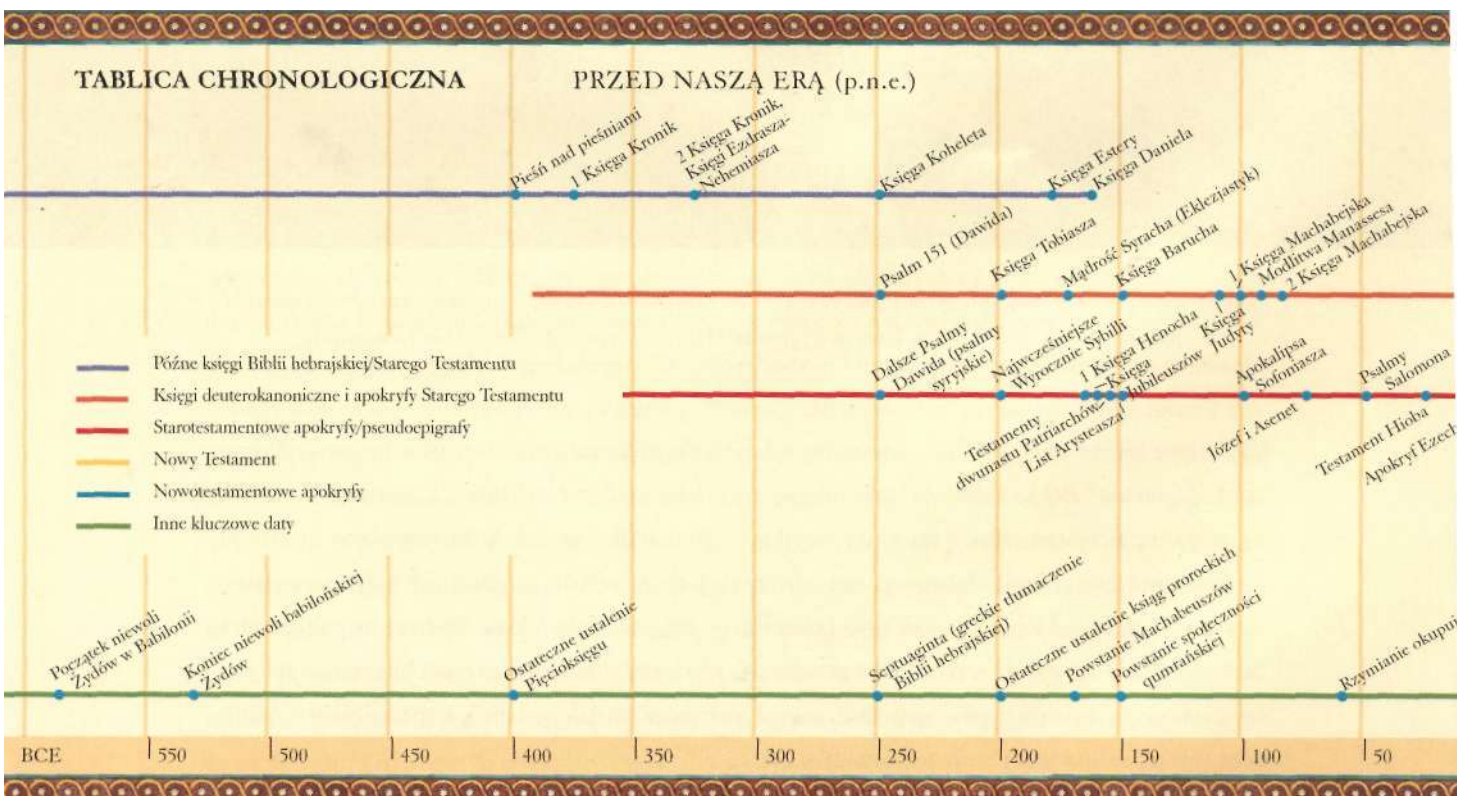 TABLICA CHRONOLOGICZNA
PRZED NASZĄ ERĄ (p.n.e.)
Pieśń nad pieśniami
1 Księga Kronik
2 Księga Kronik,
Księgi Ezdrasza-
Nehemiasza
Księga Koheleta
Księga Estery
Księga Daniela
Psalm 151 (Dawida)
Księga Tobiasza
Mądrość Syracha (Eklezjastyk)
Księga Barucha
Księga
Judyty
1 Księga Machabejska
Modlitwa Manassesa
2 Księga Machabejska
Dalsze Psalmy
Dawida (psalmy
syryjskie)
Najwcześniejsze
Wyrocznie Sybilli
Testamenty
dwunastu Patriarchów
1 Księga Henocha
List Arysteasza
Księga
Jubileuszów
Apokalipsa
Sofoniasza
Józef i Asenet
Psalmy
Salomona
Testament Hioba
Apokryf Ezech
Późne księgi Biblii hebrajskiej/Starego Testamentu
Księgi deuterokanoniczne i apokryfy Starego Testamentu
Starotestamentowe apokryfy/pseudoepigrafy
Nowy Testament
Nowotestamentowe apokryfy
Inne kluczowe daty
Początek niewoli
Żydów w Babilonii
Koniec niewoli babilońskiej
Żydów
Ostateczne ustalenie
Pięcioksięgu
Septuaginta (greckie tłumaczenie
Biblii hebrajskiej)
Ostateczne ustalenie ksiąg prorockich
Powstanie Machabeuszów
Powstanie społeczności
qumrańskiej
Rzymianie okupuj
BCE 550 500 450 400 350 300 250 200 150 100 50